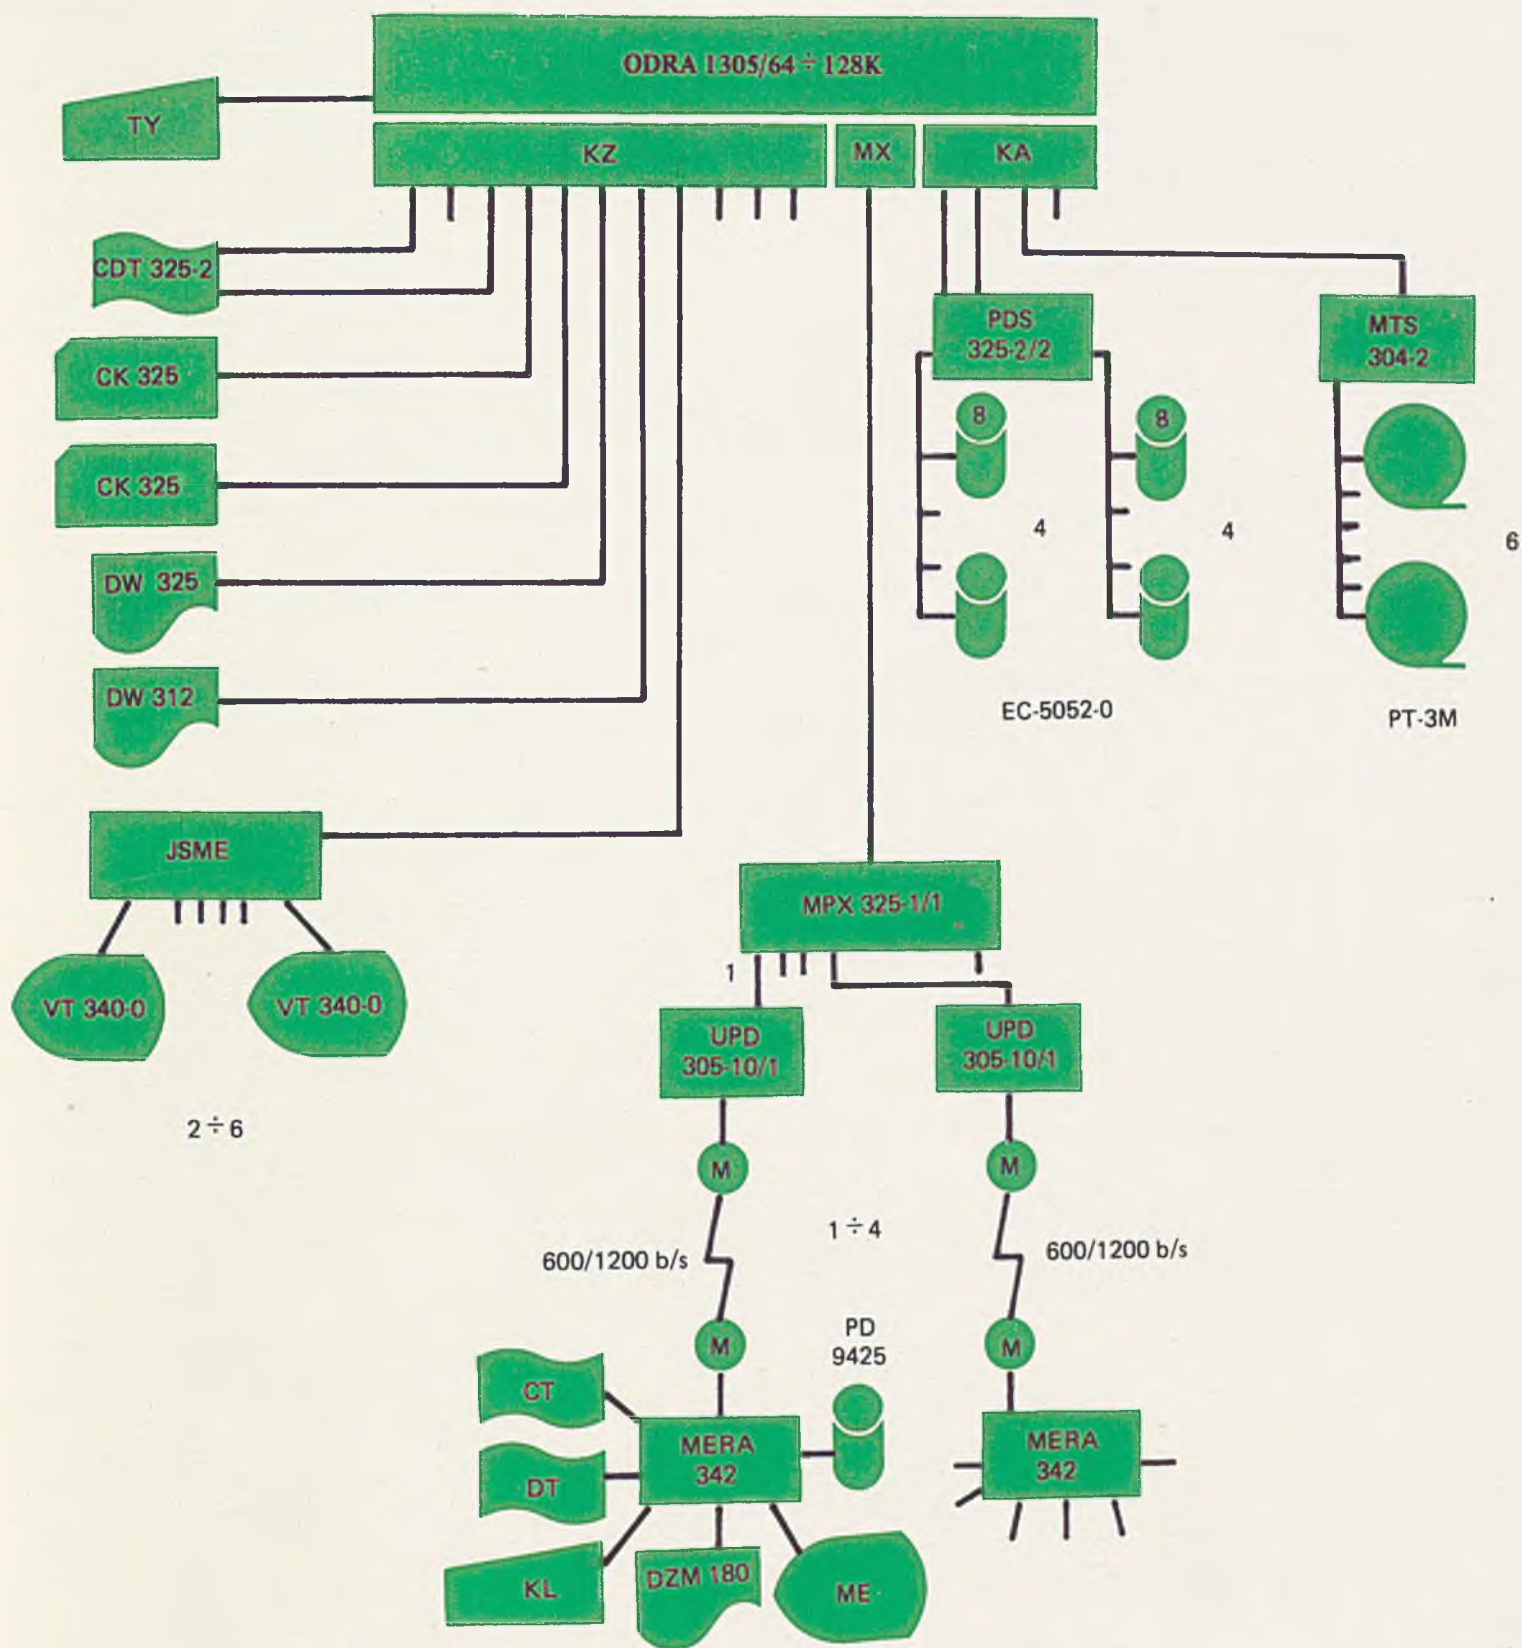 ODRA 1305/64 ÷ 128K
TY
KZ
MX
KA
CDT 325-2
PDS
325-2/2
MTS
304-2
CK 325
8
8
CK 325
4
4
6
DW 325
DW 312
EC-5052-0
PT-3M
JSME
MPX 325-1/1
1
VT 340-0
VT 340-0
UPD
305-10/1
UPD
305-10/1
2 ÷ 6
M
M
1 ÷ 4
600/1200 b/s
600/1200 b/s
M
M
PD
9425
CT
MERA
342
MERA
342
DT
KL
DZM 180
ME